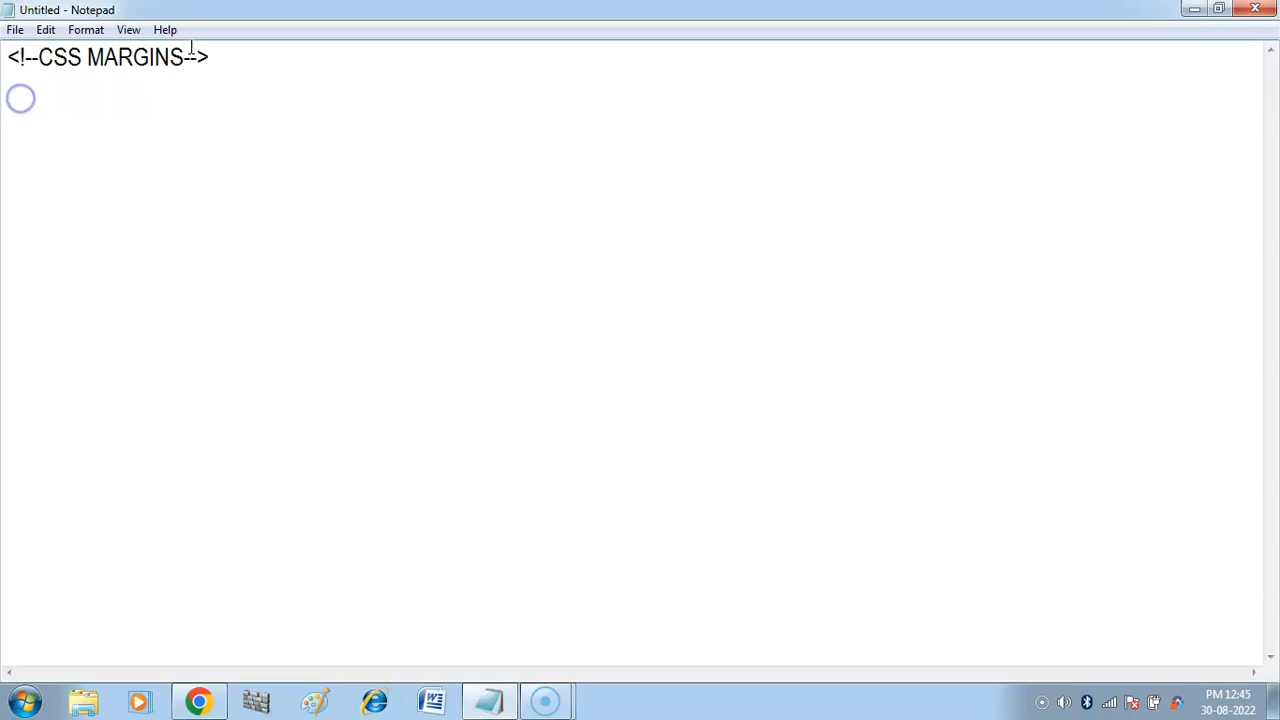 Untitled - Notepad
File Edit Format View Help
<!--CSS MARGINS-->
PM 12:45
30-08-2022